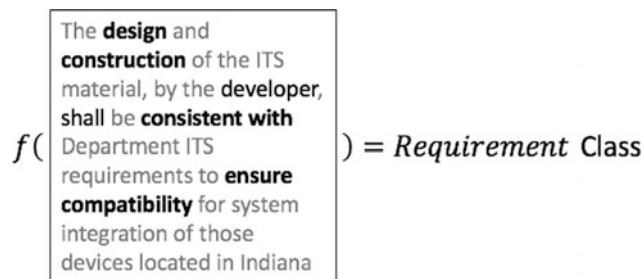 The design and
construction of the ITS
material, by the developer,
shall be consistent with
f( Department ITS ) = Requirement Class
requirements to ensure
compatibility for system
integration of those
devices located in Indiana